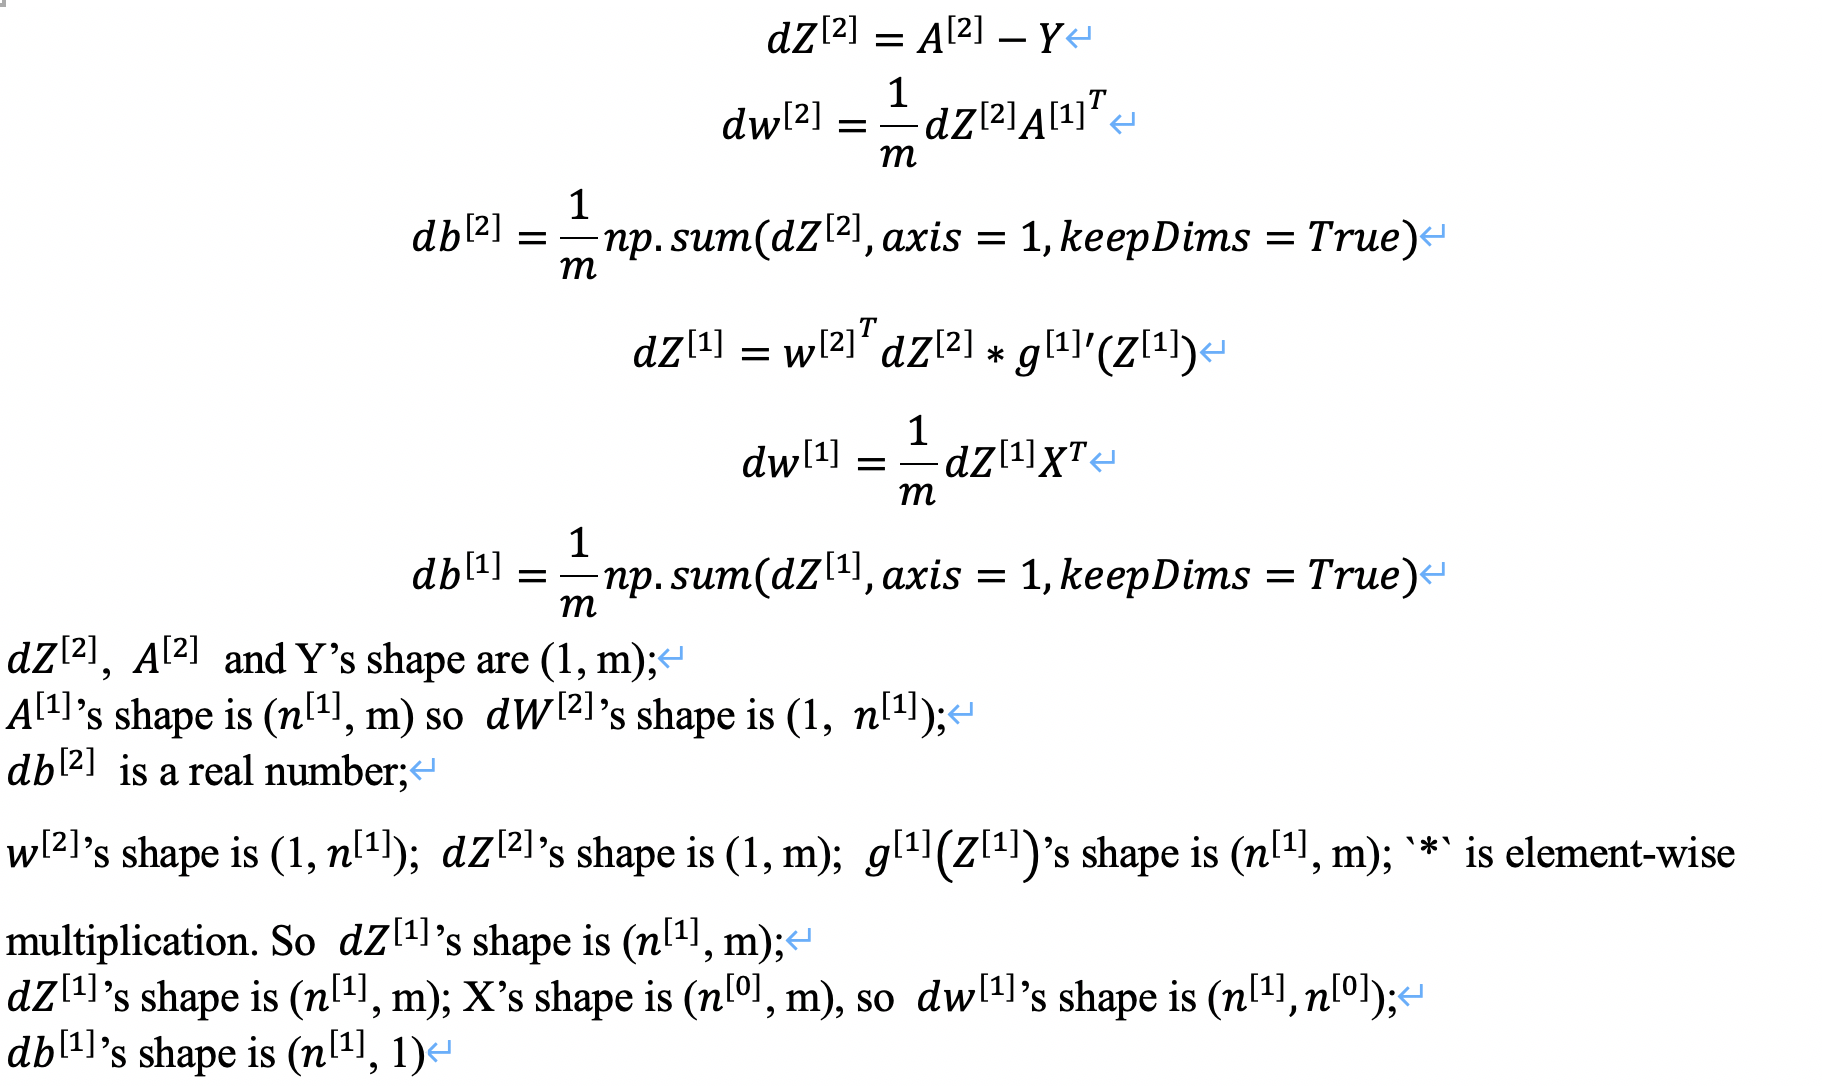 dZ^{[2]} = A^{[2]} − Y↵
dw^{[2]} = \frac{1}{m} dZ^{[2]} A^{[1]^T}↵
db^{[2]} = \frac{1}{m} np.sum(dZ^{[2]}, axis = 1, keepDims = True)↵
dZ^{[1]} = w^{[2]^T} dZ^{[2]} * g^{[1]}′(Z^{[1]})↵
dw^{[1]} = \frac{1}{m} dZ^{[1]} X^T↵
db^{[1]} = \frac{1}{m} np.sum(dZ^{[1]}, axis = 1, keepDims = True)↵
dZ^{[2]}, A^{[2]} and Y’s shape are (1, m);↵
A^{[1]}’s shape is (n^{[1]}, m) so dW^{[2]}’s shape is (1, n^{[1]});↵
db^{[2]} is a real number;↵
w^{[2]}’s shape is (1, n^{[1]}); dZ^{[2]}’s shape is (1, m); g^{[1]}(Z^{[1]})’s shape is (n^{[1]}, m); `*` is element-wise
multiplication. So dZ^{[1]}’s shape is (n^{[1]}, m);↵
dZ^{[1]}’s shape is (n^{[1]}, m); X’s shape is (n^{[0]}, m), so dw^{[1]}’s shape is (n^{[1]}, n^{[0]});↵
db^{[1]}’s shape is (n^{[1]}, 1)↵